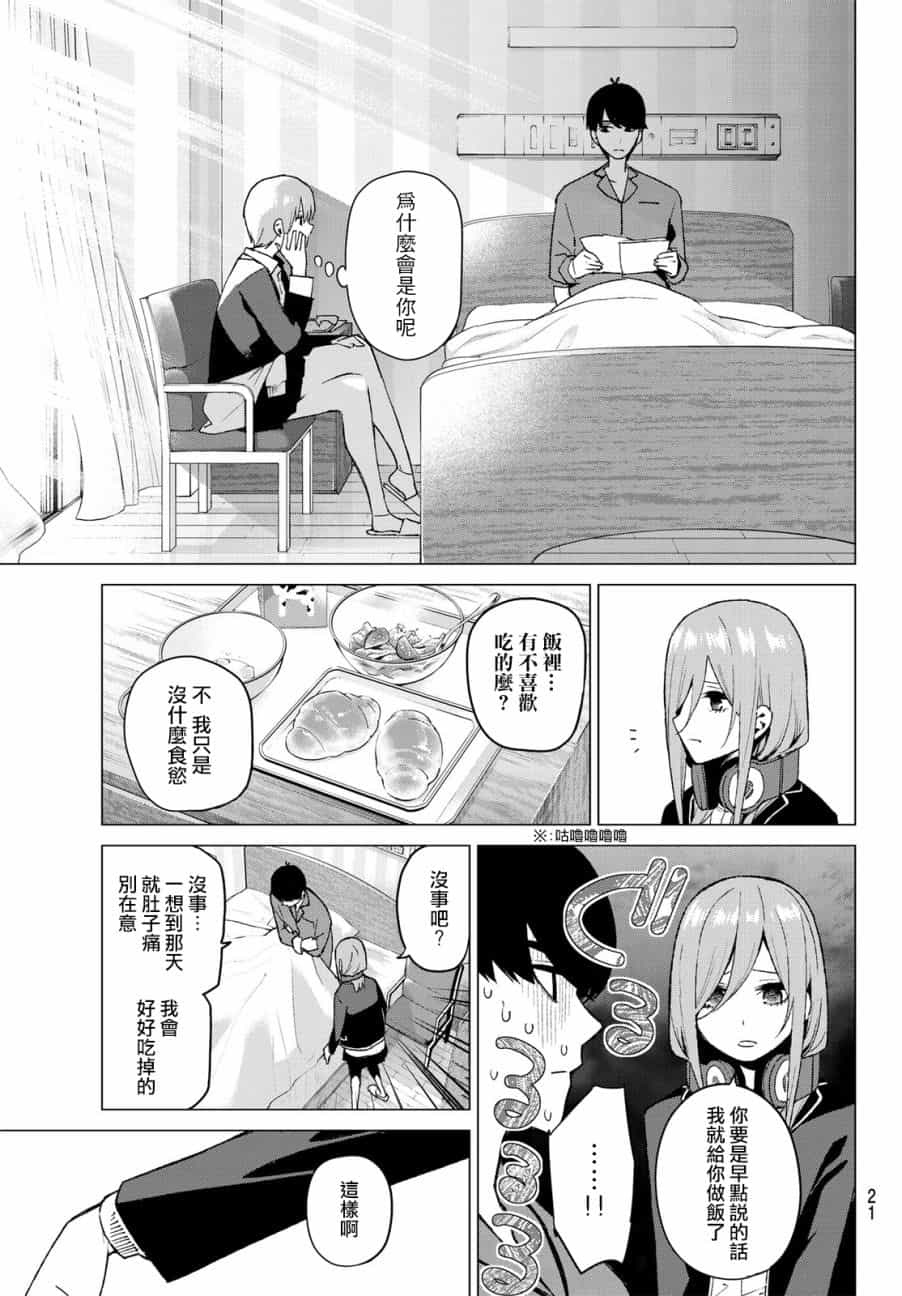 爲什麼會是你呢
飯裡…
有不喜歡
吃的麼？
不 我只是
沒什麼食慾
※：咕嚕嚕嚕嚕
你要是早點說的話
我就給你做飯了
……!!
沒事吧？
沒事…
一想到那天
就肚子痛
別在意
我會
好好吃掉的
這樣啊
21